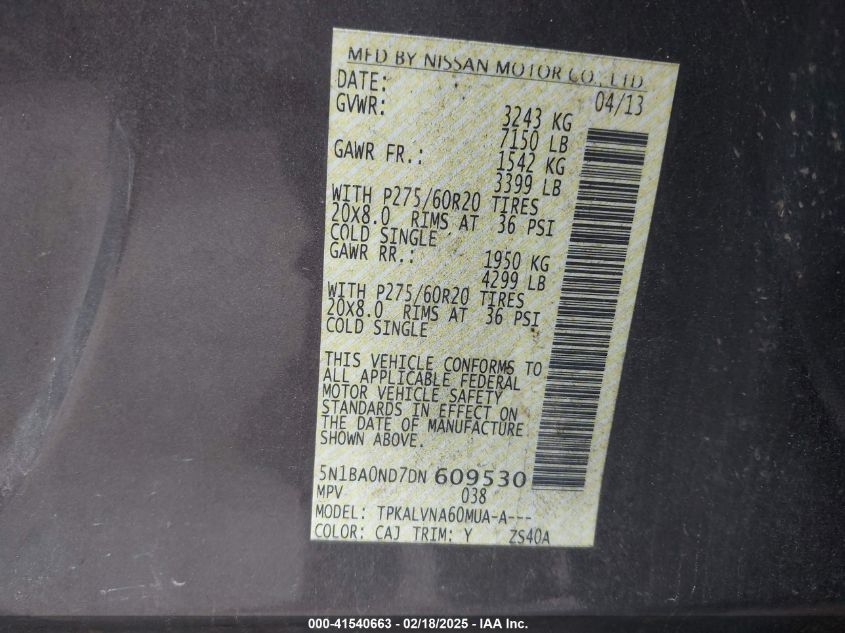 MFD BY NISSAN MOTOR CO., LTD.
DATE: 04/13
GVWR: 3243 KG
7150 LB
GAWR FR.: 1542 KG
3399 LB
WITH P275/60R20 TIRES
20X8.0 RIMS AT 36 PSI
COLD SINGLE
GAWR RR.: 1950 KG
4299 LB
WITH P275/60R20 TIRES
20X8.0 RIMS AT 36 PSI
COLD SINGLE
THIS VEHICLE CONFORMS TO
ALL APPLICABLE FEDERAL
MOTOR VEHICLE SAFETY
STANDARDS IN EFFECT ON
THE DATE OF MANUFACTURE
SHOWN ABOVE.
5N1BA0ND7DN 609530
MPV 038
MODEL: TPKALVNA60MUA-A---
COLOR: CAJ TRIM: Y ZS40A
000-41540663 - 02/18/2025 - IAA Inc.